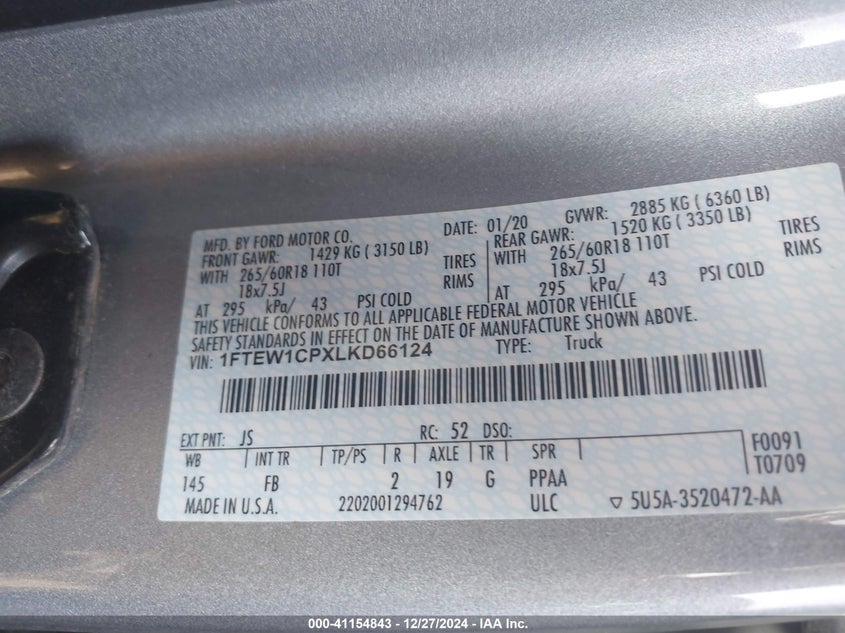 MFD. BY FORD MOTOR CO. DATE: 01/20 GVWR: 2885 KG ( 6360 LB)
FRONT GAWR: 1429 KG ( 3150 LB) REAR GAWR: 1520 KG ( 3350 LB)
WITH 265/60R18 110T TIRES WITH 265/60R18 110T TIRES
18x7.5J RIMS 18x7.5J RIMS
AT 295 kPa/ 43 PSI COLD AT 295 kPa/ 43 PSI COLD
THIS VEHICLE CONFORMS TO ALL APPLICABLE FEDERAL MOTOR VEHICLE
SAFETY STANDARDS IN EFFECT ON THE DATE OF MANUFACTURE SHOWN ABOVE.
VIN: 1FTEW1CPXLKD66124 TYPE: Truck
EXT PNT: JS RC: 52 DSO: F0091
WB INT TR TP/PS R AXLE TR SPR T0709
145 FB 2 19 G PPAA
MADE IN U.S.A. 2202001294762 ULC ▽ 5U5A-3520472-AA
000-41154843 - 12/27/2024 - IAA Inc.